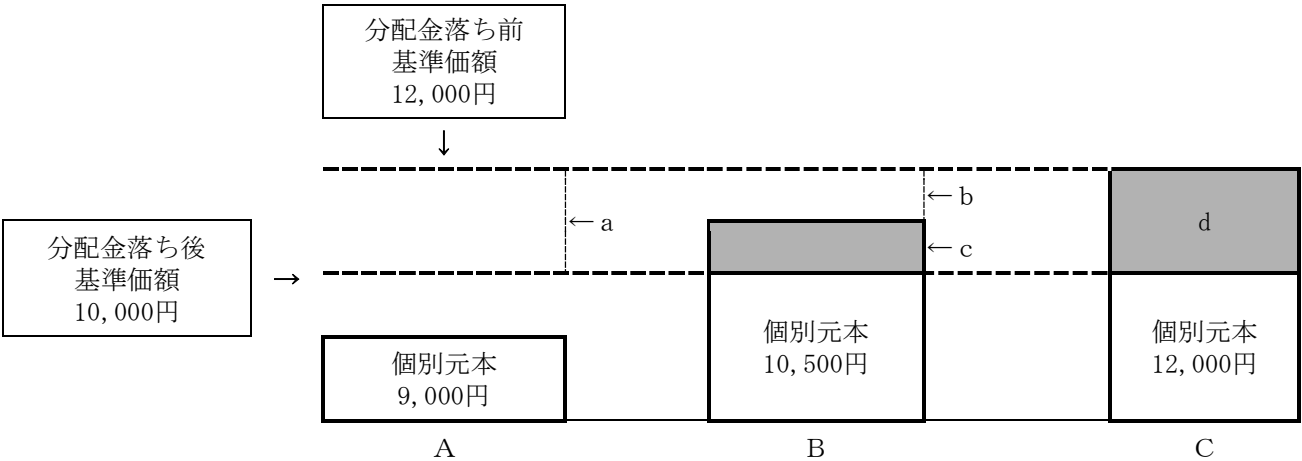 分配金落ち前
基準価額
12,000円
↓
←b
d
←a
分配金落ち後
基準価額
10,000円
→
←c
個別元本
9,000円
個別元本
10,500円
個別元本
12,000円
A
B
C